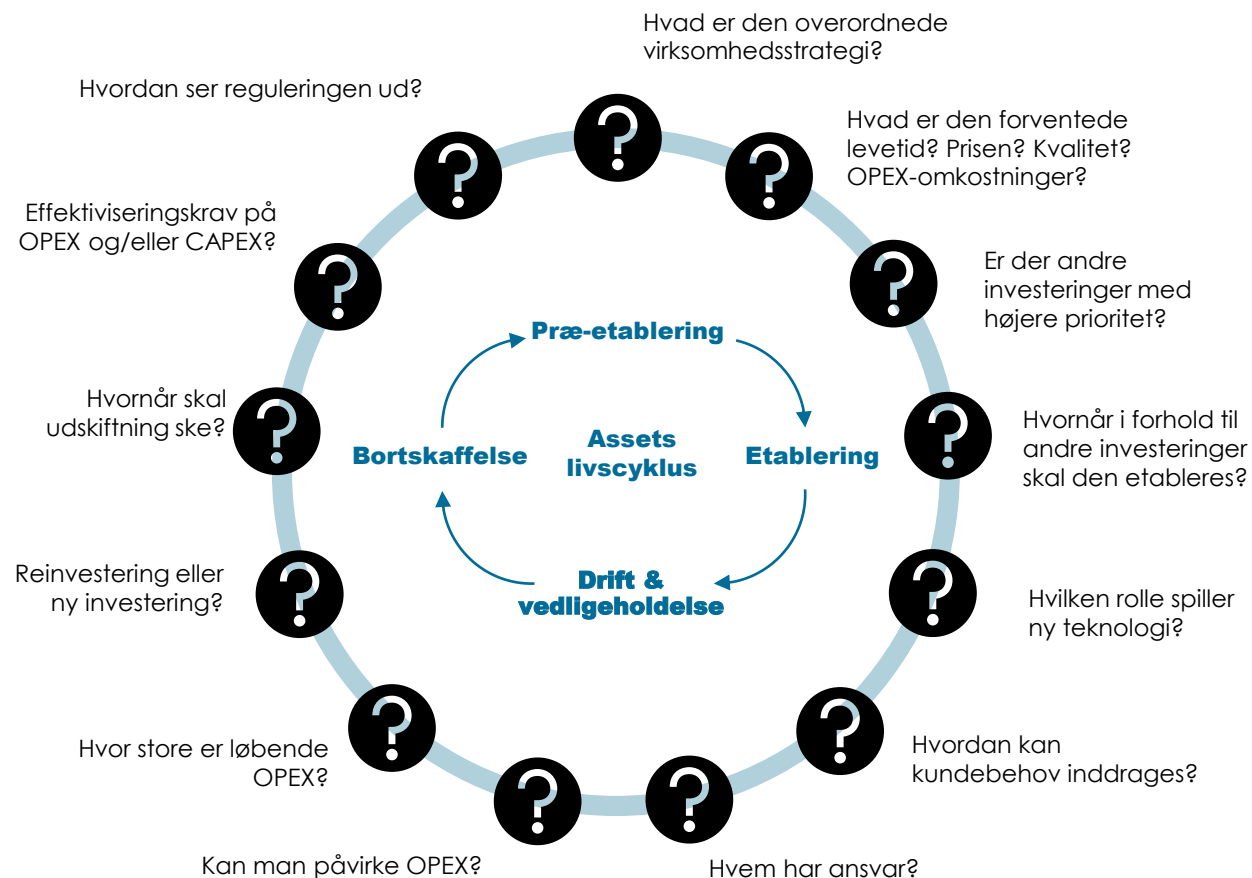 Hvad er den overordnede
virksomhedsstrategi?
Hvordan ser reguleringen ud?
Hvad er den forventede
levetid? Prisen? Kvalitet?
OPEX-omkostninger?
Effektiviseringskrav på
OPEX og/eller CAPEX?
Er der andre
investeringer med
højere prioritet?
Præ-etablering
Hvornår skal
udskiftning ske?
Hvornår i forhold til
andre investeringer
skal den etableres?
Bortskaffelse
Assets
livscyklus
Etablering
Drift &
vedligeholdelse
Reinvestering eller
ny investering?
Hvilken rolle spiller
ny teknologi?
Hvor store er løbende
OPEX?
Hvordan kan
kundebehov inddrages?
Kan man påvirke OPEX?
Hvem har ansvar?
?
?
?
?
?
?
?
?
?
?
?
?
?